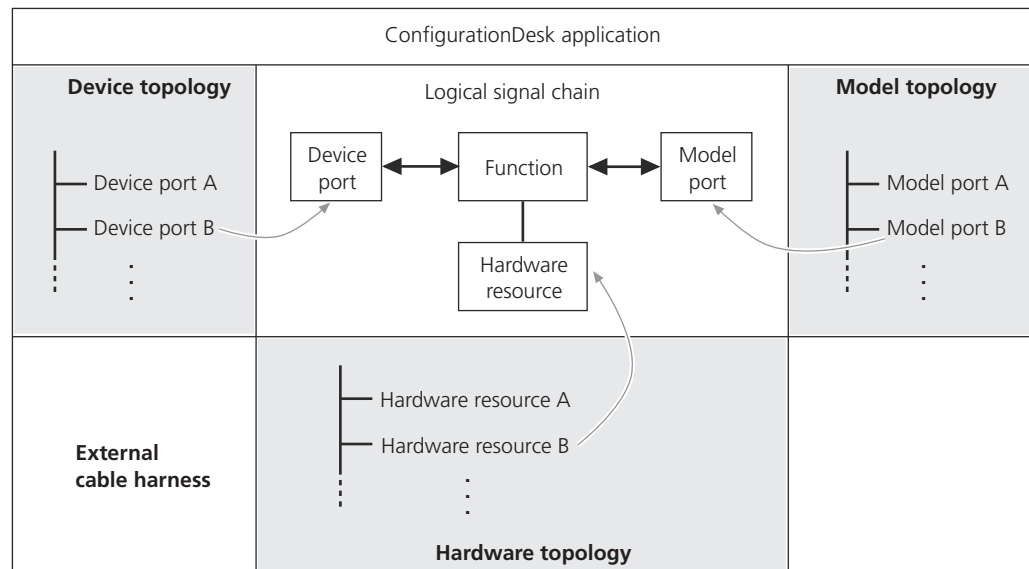 ConfigurationDesk application
Device topology
Device port A
Device port B
Logical signal chain
Device
port
Function
Model
port
Hardware
resource
Model topology
Model port A
Model port B
External
cable harness
Hardware resource A
Hardware resource B
Hardware topology